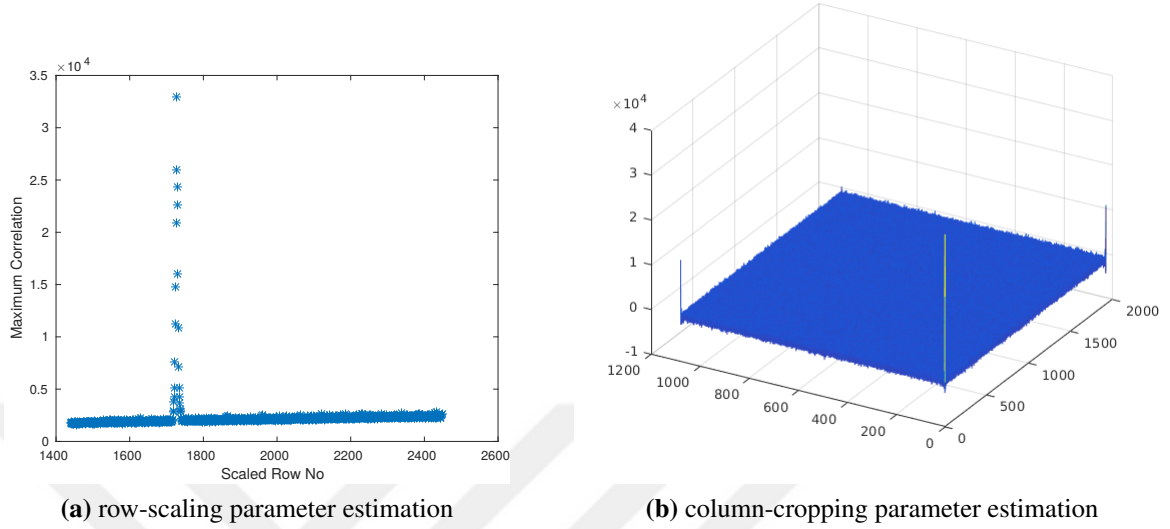 ×10⁴
3.5
3
2.5
2
1.5
1
0.5
0
1400 1600 1800 2000 2200 2400 2600
Maximum Correlation
Scaled Row No
(a) row-scaling parameter estimation
×10⁴
4
3
2
1
0
-1
1200 1000 800 600 400 200 0
0 500 1000 1500 2000
(b) column-cropping parameter estimation